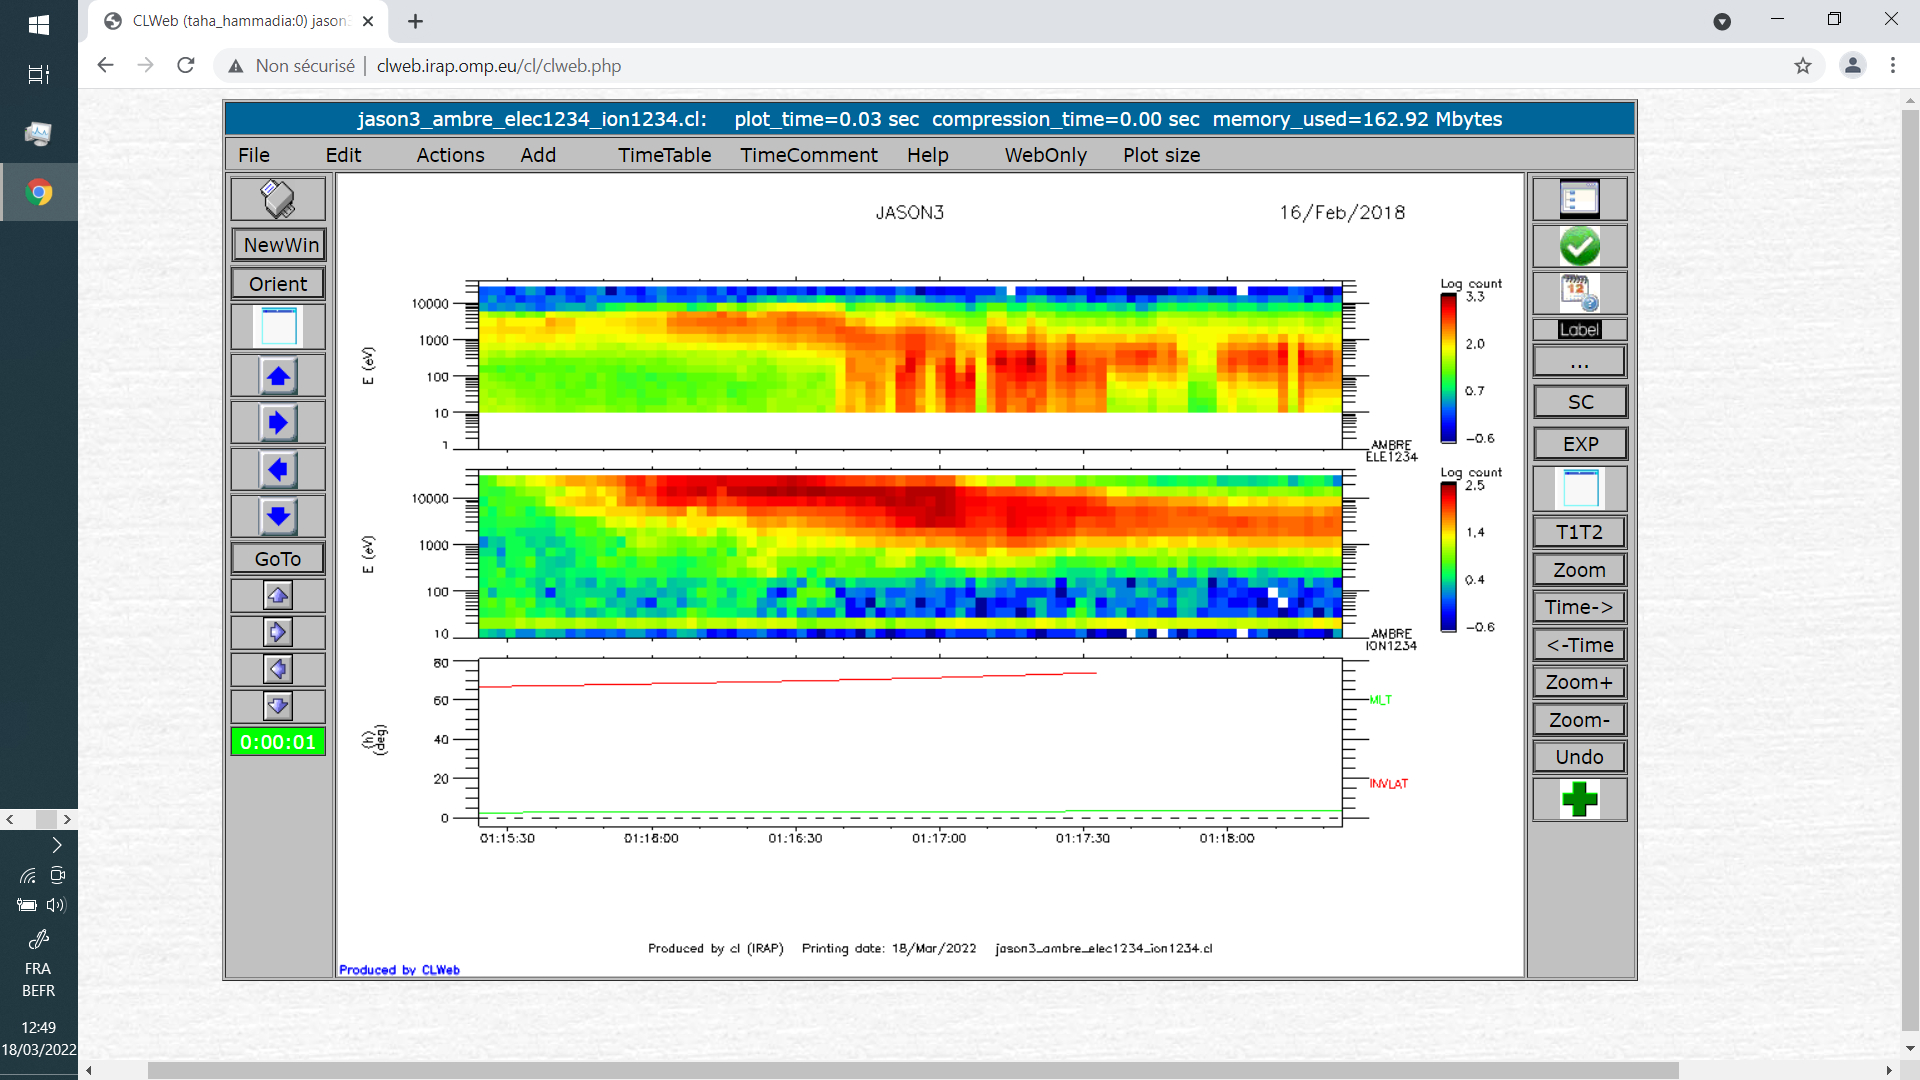 CLWeb (taha_hammadia:0) jason3
Non sécurisé | clweb.irap.omp.eu/cl/clweb.php
jason3_ambre_elec1234_ion1234.cl: plot_time=0.03 sec compression_time=0.00 sec memory_used=162.92 Mbytes
File Edit Actions Add TimeTable TimeComment Help WebOnly Plot size
NewWin
Orient
GoTo
0:00:01
JASON3 16/Feb/2018
10000
1000
100
10
1
E (eV)
AMBRE
ELE1234
Log count
3.3
2.0
0.7
-0.6
10000
1000
100
10
E (eV)
AMBRE
ION1234
Log count
2.5
1.4
0.4
-0.6
80
60
40
20
0
(h)
(deg)
MLT
INVLAT
01:15:30 01:16:00 01:16:30 01:17:00 01:17:30 01:18:00
Produced by cl (IRAP) Printing date: 18/Mar/2022 jason3_ambre_elec1234_ion1234.cl
Produced by CLWeb
12
Label
...
SC
EXP
T1T2
Zoom
Time->
<-Time
Zoom+
Zoom-
Undo
FRA
BEFR
12:49
18/03/2022